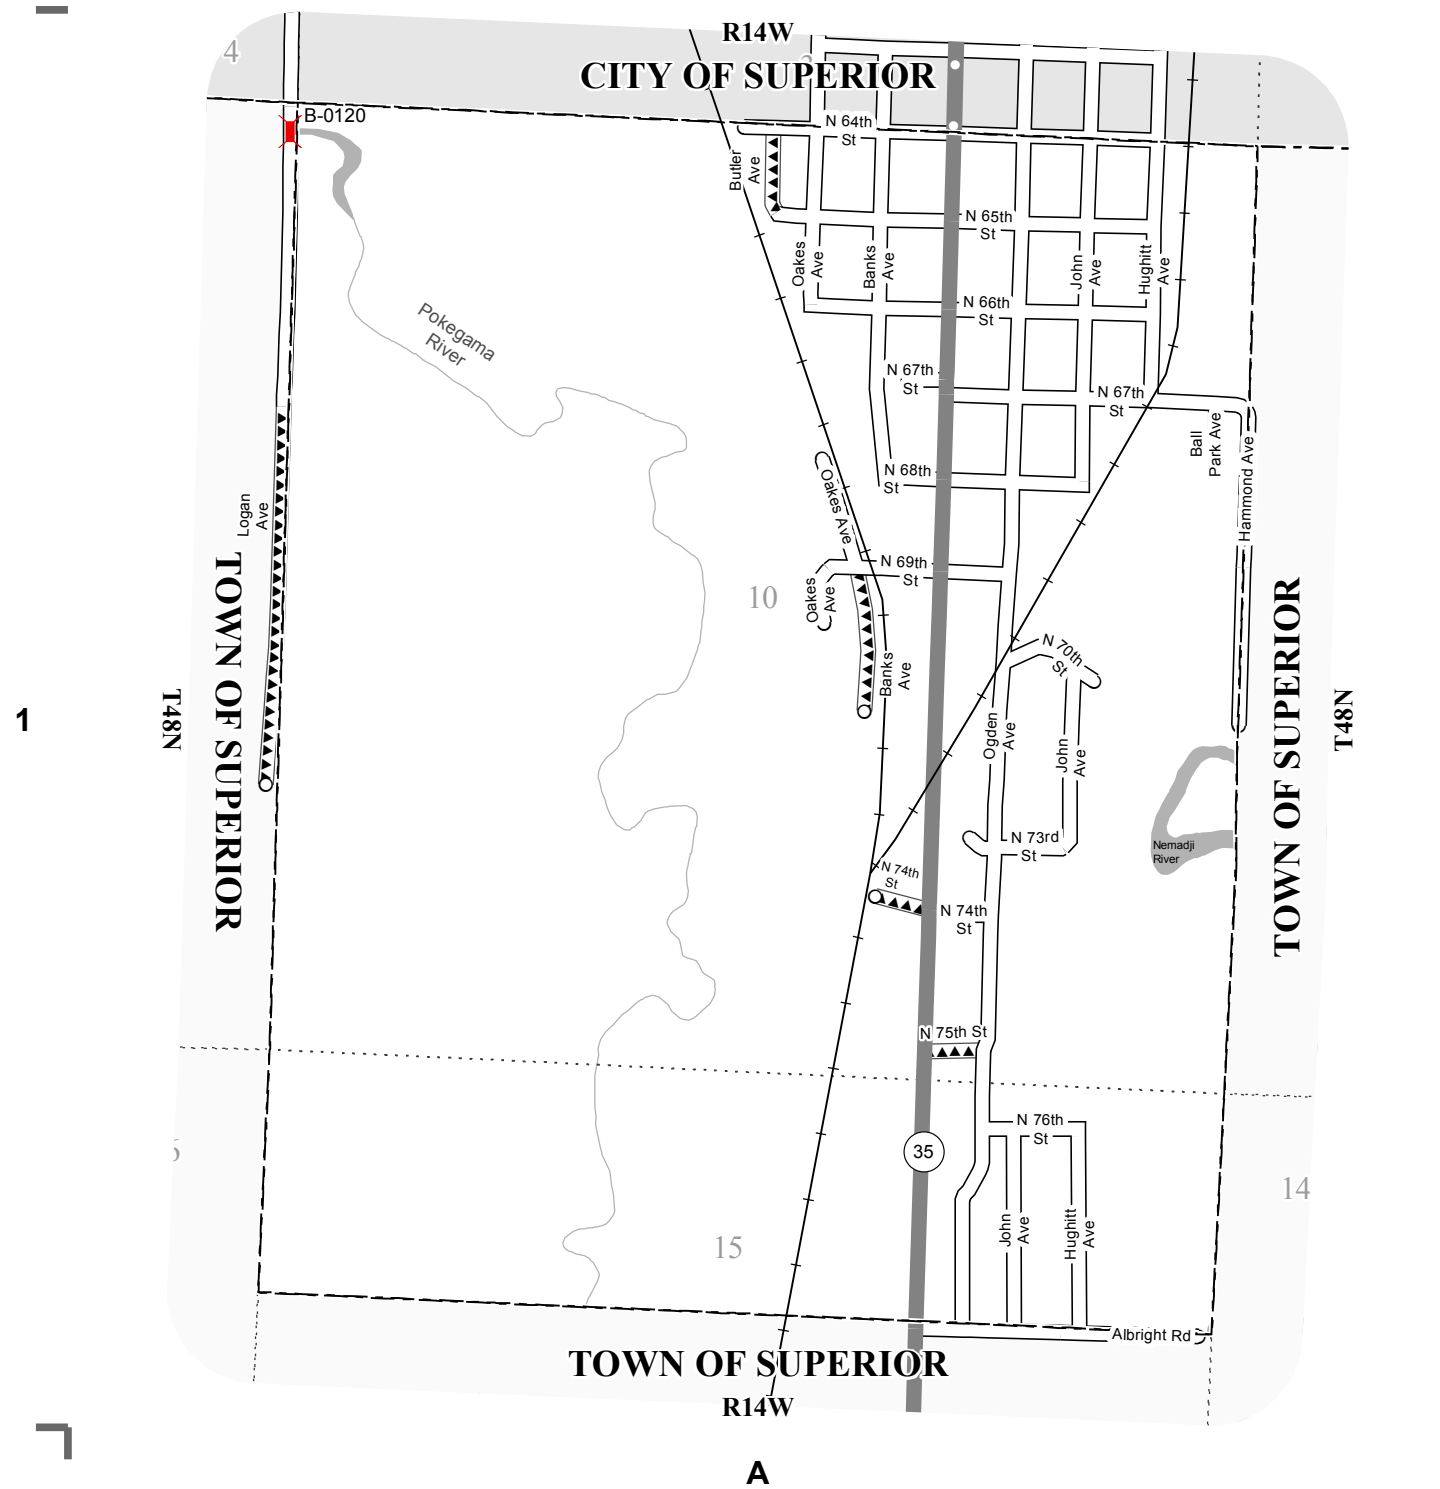 R14W
4
CITY OF SUPERIOR
B-0120
N 64th
St
Butler
Ave
N 65th
St
Oakes
Ave
Banks
Ave
John
Ave
Hughitt
Ave
N 66th
St
Pokegama
River
N 67th
St
N 67th
St
Ball
Park Ave
Hammond Ave
N 68th
St
Oakes Ave
Logan
Ave
N 69th
St
Oakes
Ave
10
TOWN OF SUPERIOR
TOWN OF SUPERIOR
N 70th
St
Banks
Ave
T48N
T48N
1
Ogden
Ave
John
Ave
N 73rd
St
Nemadji
River
N 74th
St
N 74th
St
N 75th St
N 76th
St
35
14
15
John
Ave
Hughitt
Ave
Albright Rd
TOWN OF SUPERIOR
R14W
A